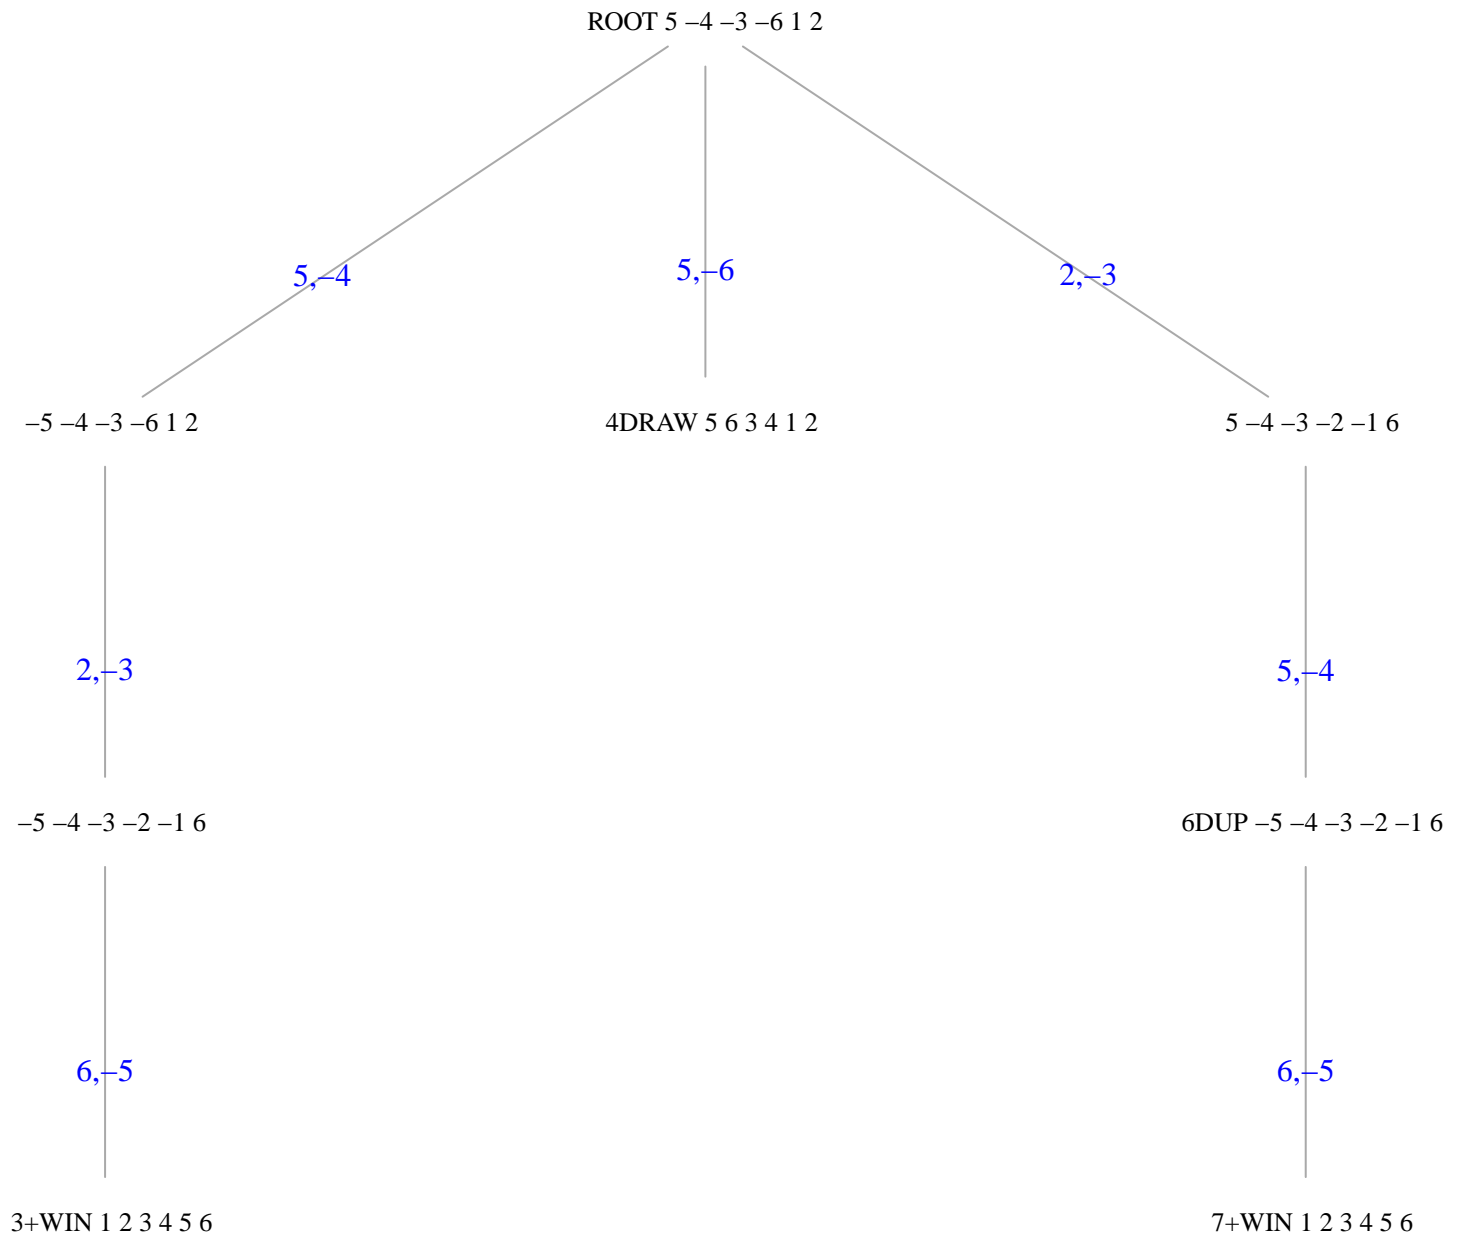 ROOT 5 –4 –3 –6 1 2
5,–4
5,–6
2,–3
–5 –4 –3 –6 1 2
4DRAW 5 6 3 4 1 2
5 –4 –3 –2 –1 6
2,–3
5,–4
–5 –4 –3 –2 –1 6
6DUP –5 –4 –3 –2 –1 6
6,–5
6,–5
3+WIN 1 2 3 4 5 6
7+WIN 1 2 3 4 5 6